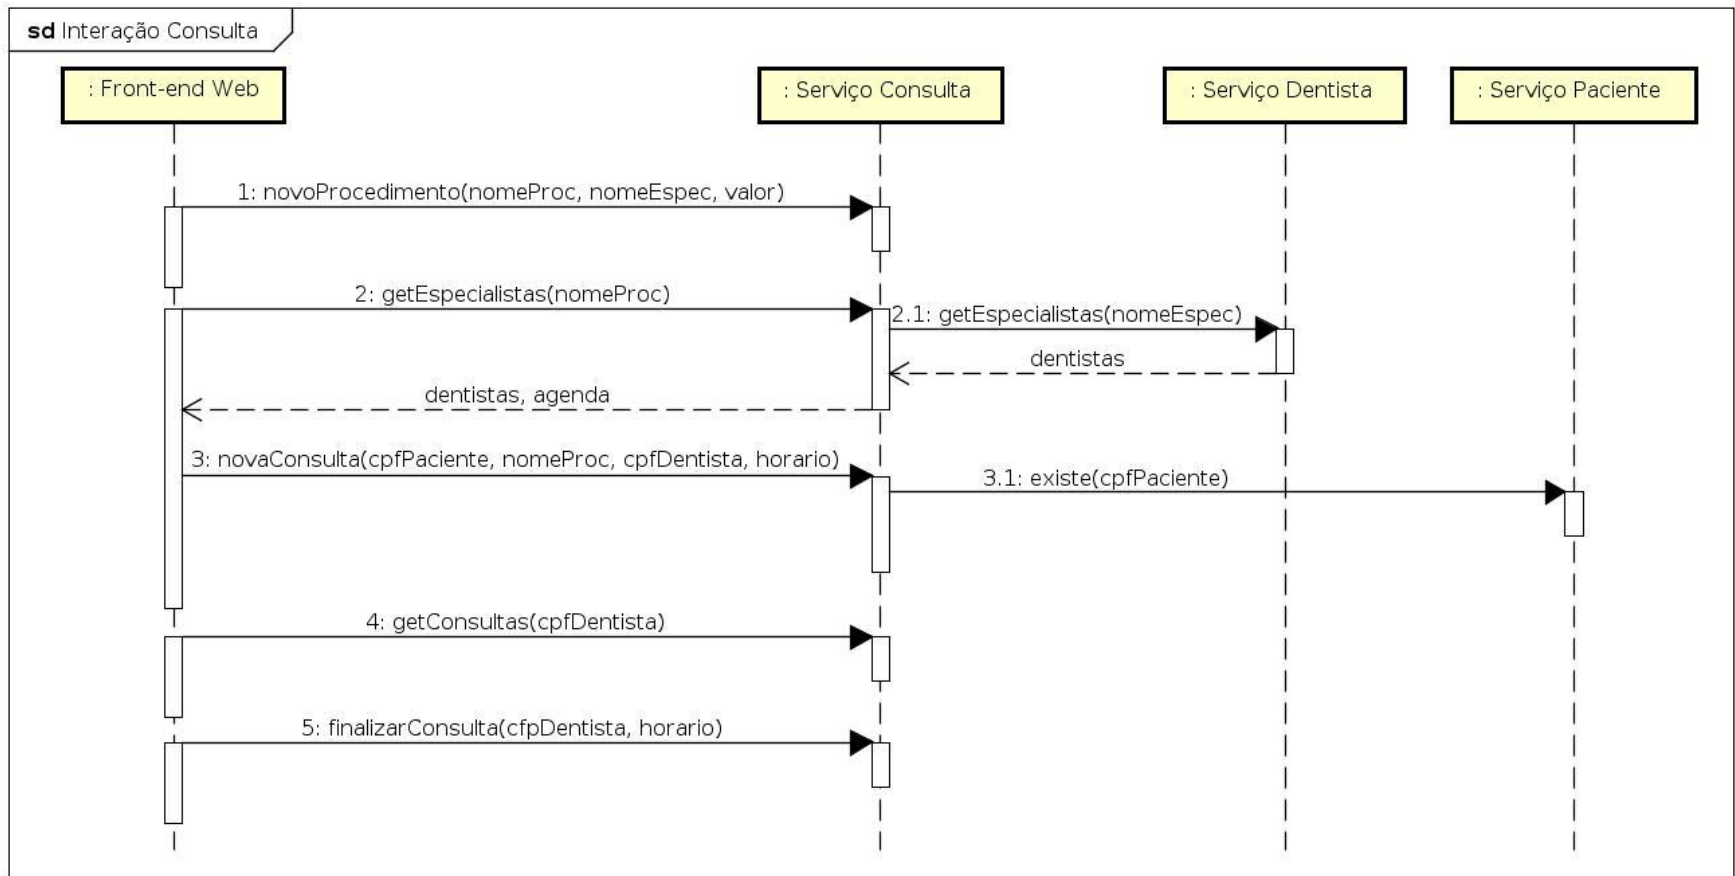 sd Interação Consulta
: Front-end Web
: Serviço Consulta
: Serviço Dentista
: Serviço Paciente
1: novoProcedimento(nomeProc, nomeEspec, valor)
2: getEspecialistas(nomeProc)
2.1: getEspecialistas(nomeEspec)
dentistas
dentistas, agenda
3: novaConsulta(cpfPaciente, nomeProc, cpfDentista, horario)
3.1: existe(cpfPaciente)
4: getConsultas(cpfDentista)
5: finalizarConsulta(cfpDentista, horario)